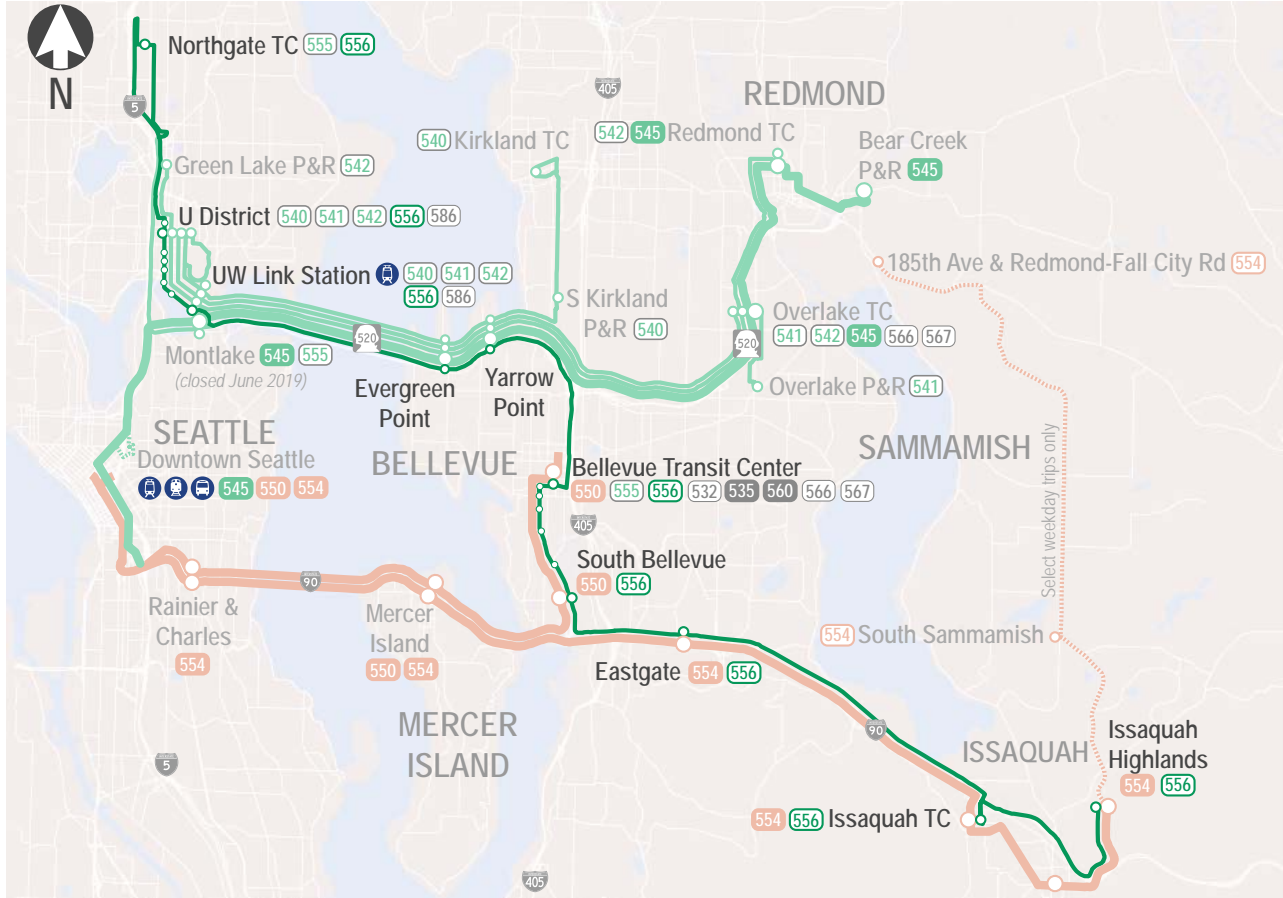 N
Northgate TC 555 556
5
405
REDMOND
540 Kirkland TC
542 545 Redmond TC
Bear Creek
P&R 545
Green Lake P&R 542
U District 540 541 542 556 586
UW Link Station 540 541 542
556 586
185th Ave & Redmond-Fall City Rd 554
S Kirkland
P&R 540
Overlake TC
541 542 545 566 567
520
520
Montlake 545 555
(closed June 2019)
Evergreen
Point
Yarrow
Point
Overlake P&R 541
SEATTLE
Downtown Seattle
545 550 554
BELLEVUE
SAMMAMISH
Bellevue Transit Center
550 555 556 532 535 560 566 567
405
Select weekday trips only
South Bellevue
550 556
90
Rainier &
Charles
554
Mercer
Island
550 554
554 South Sammamish
Eastgate 554 556
MERCER
ISLAND
90
5
ISSAQUAH
Issaquah
Highlands
554 556
554 556 Issaquah TC
405